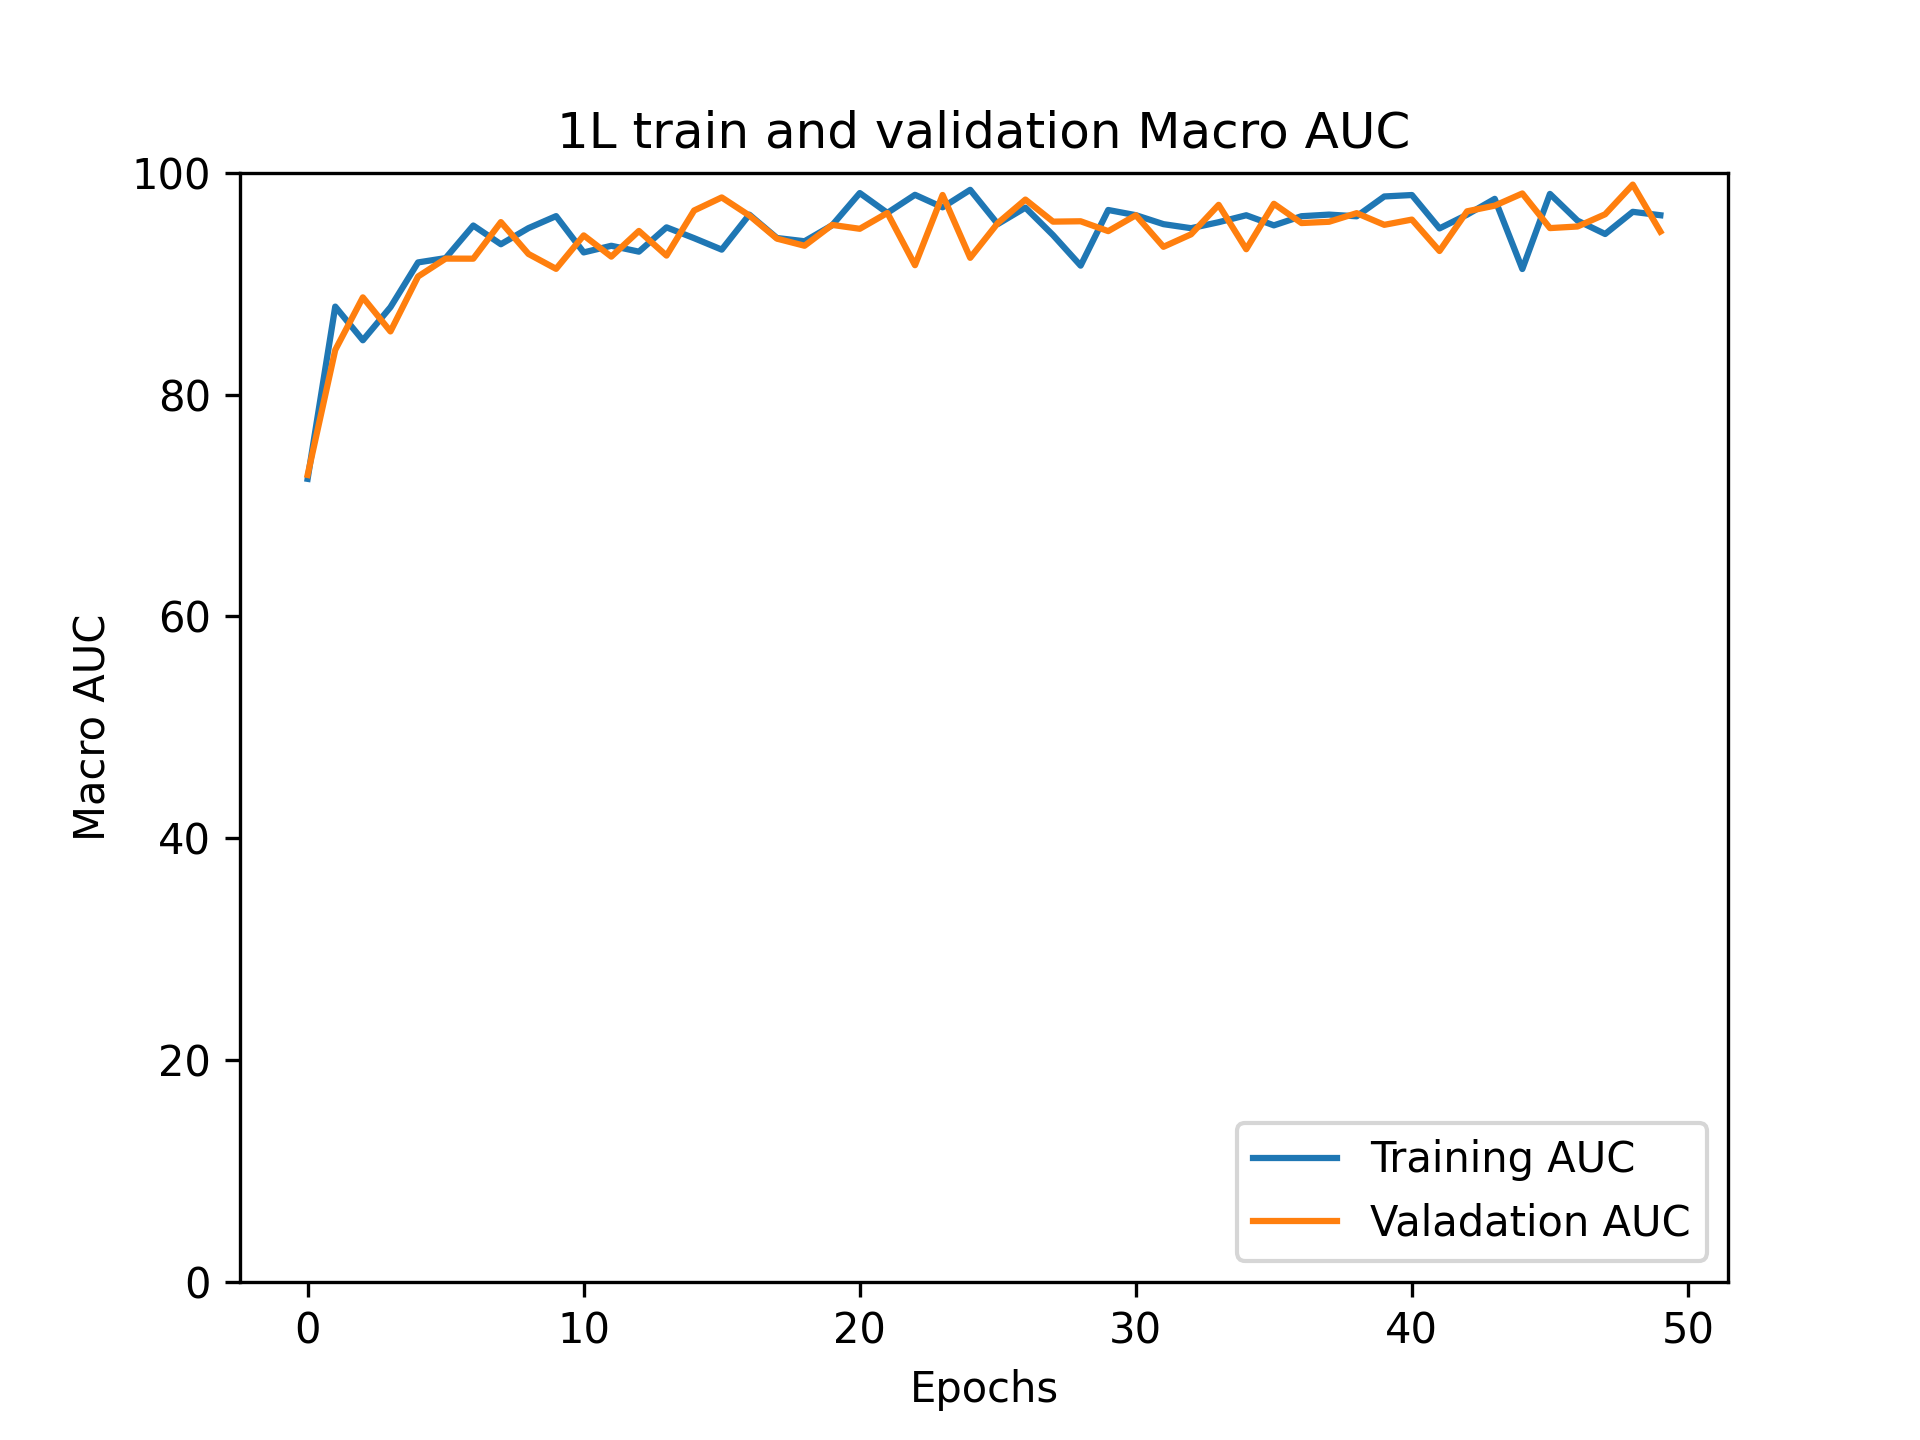 1L train and validation Macro AUC
100
80
60
40
20
0
Macro AUC
0 10 20 30 40 50
Epochs
Training AUC
Valadation AUC